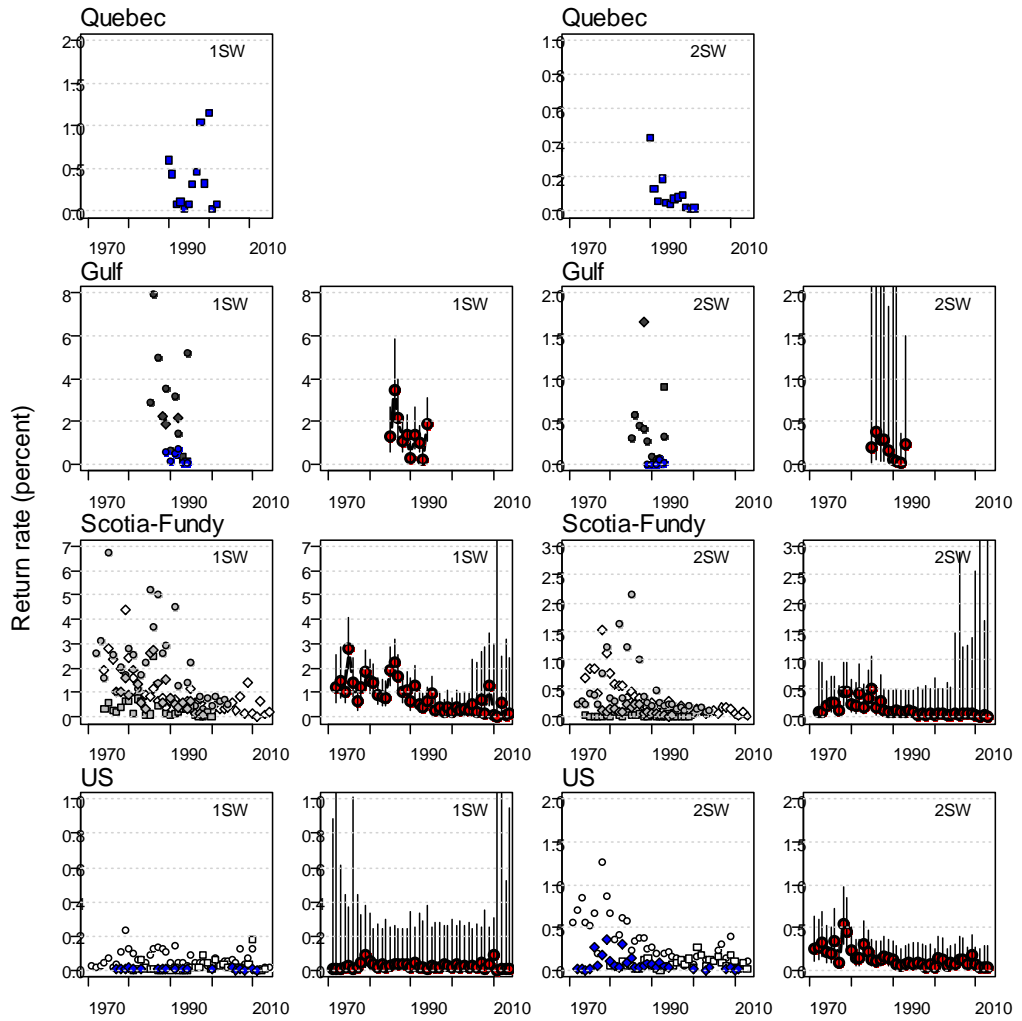 Quebec Quebec
2.0 1SW 1.0 2SW
1.5 0.8
1.0 0.6
0.5 0.4
0.0 0.2
0.0
1970 1990 2010 1970 1990 2010
Gulf Gulf
8 1SW 8 1SW 2.0 2SW 2.0 2SW
6 6 1.5 1.5
4 4 1.0 1.0
2 2 0.5 0.5
0 0 0.0 0.0
1970 1990 2010 1970 1990 2010 1970 1990 2010 1970 1990 2010
Return rate (percent)
Scotia-Fundy Scotia-Fundy
7 1SW 7 1SW 3.0 2SW 3.0 2SW
6 6 2.5 2.5
5 5 2.0 2.0
4 4 1.5 1.5
3 3 1.0 1.0
2 2 0.5 0.5
1 1 0.0 0.0
0 0
1970 1990 2010 1970 1990 2010 1970 1990 2010 1970 1990 2010
US US
1.0 1SW 1.0 1SW 2.0 2SW 2.0 2SW
0.8 0.8 1.5 1.5
0.6 0.6 1.0 1.0
0.4 0.4 0.5 0.5
0.2 0.2 0.0 0.0
0.0 0.0
1970 1990 2010 1970 1990 2010 1970 1990 2010 1970 1990 2010